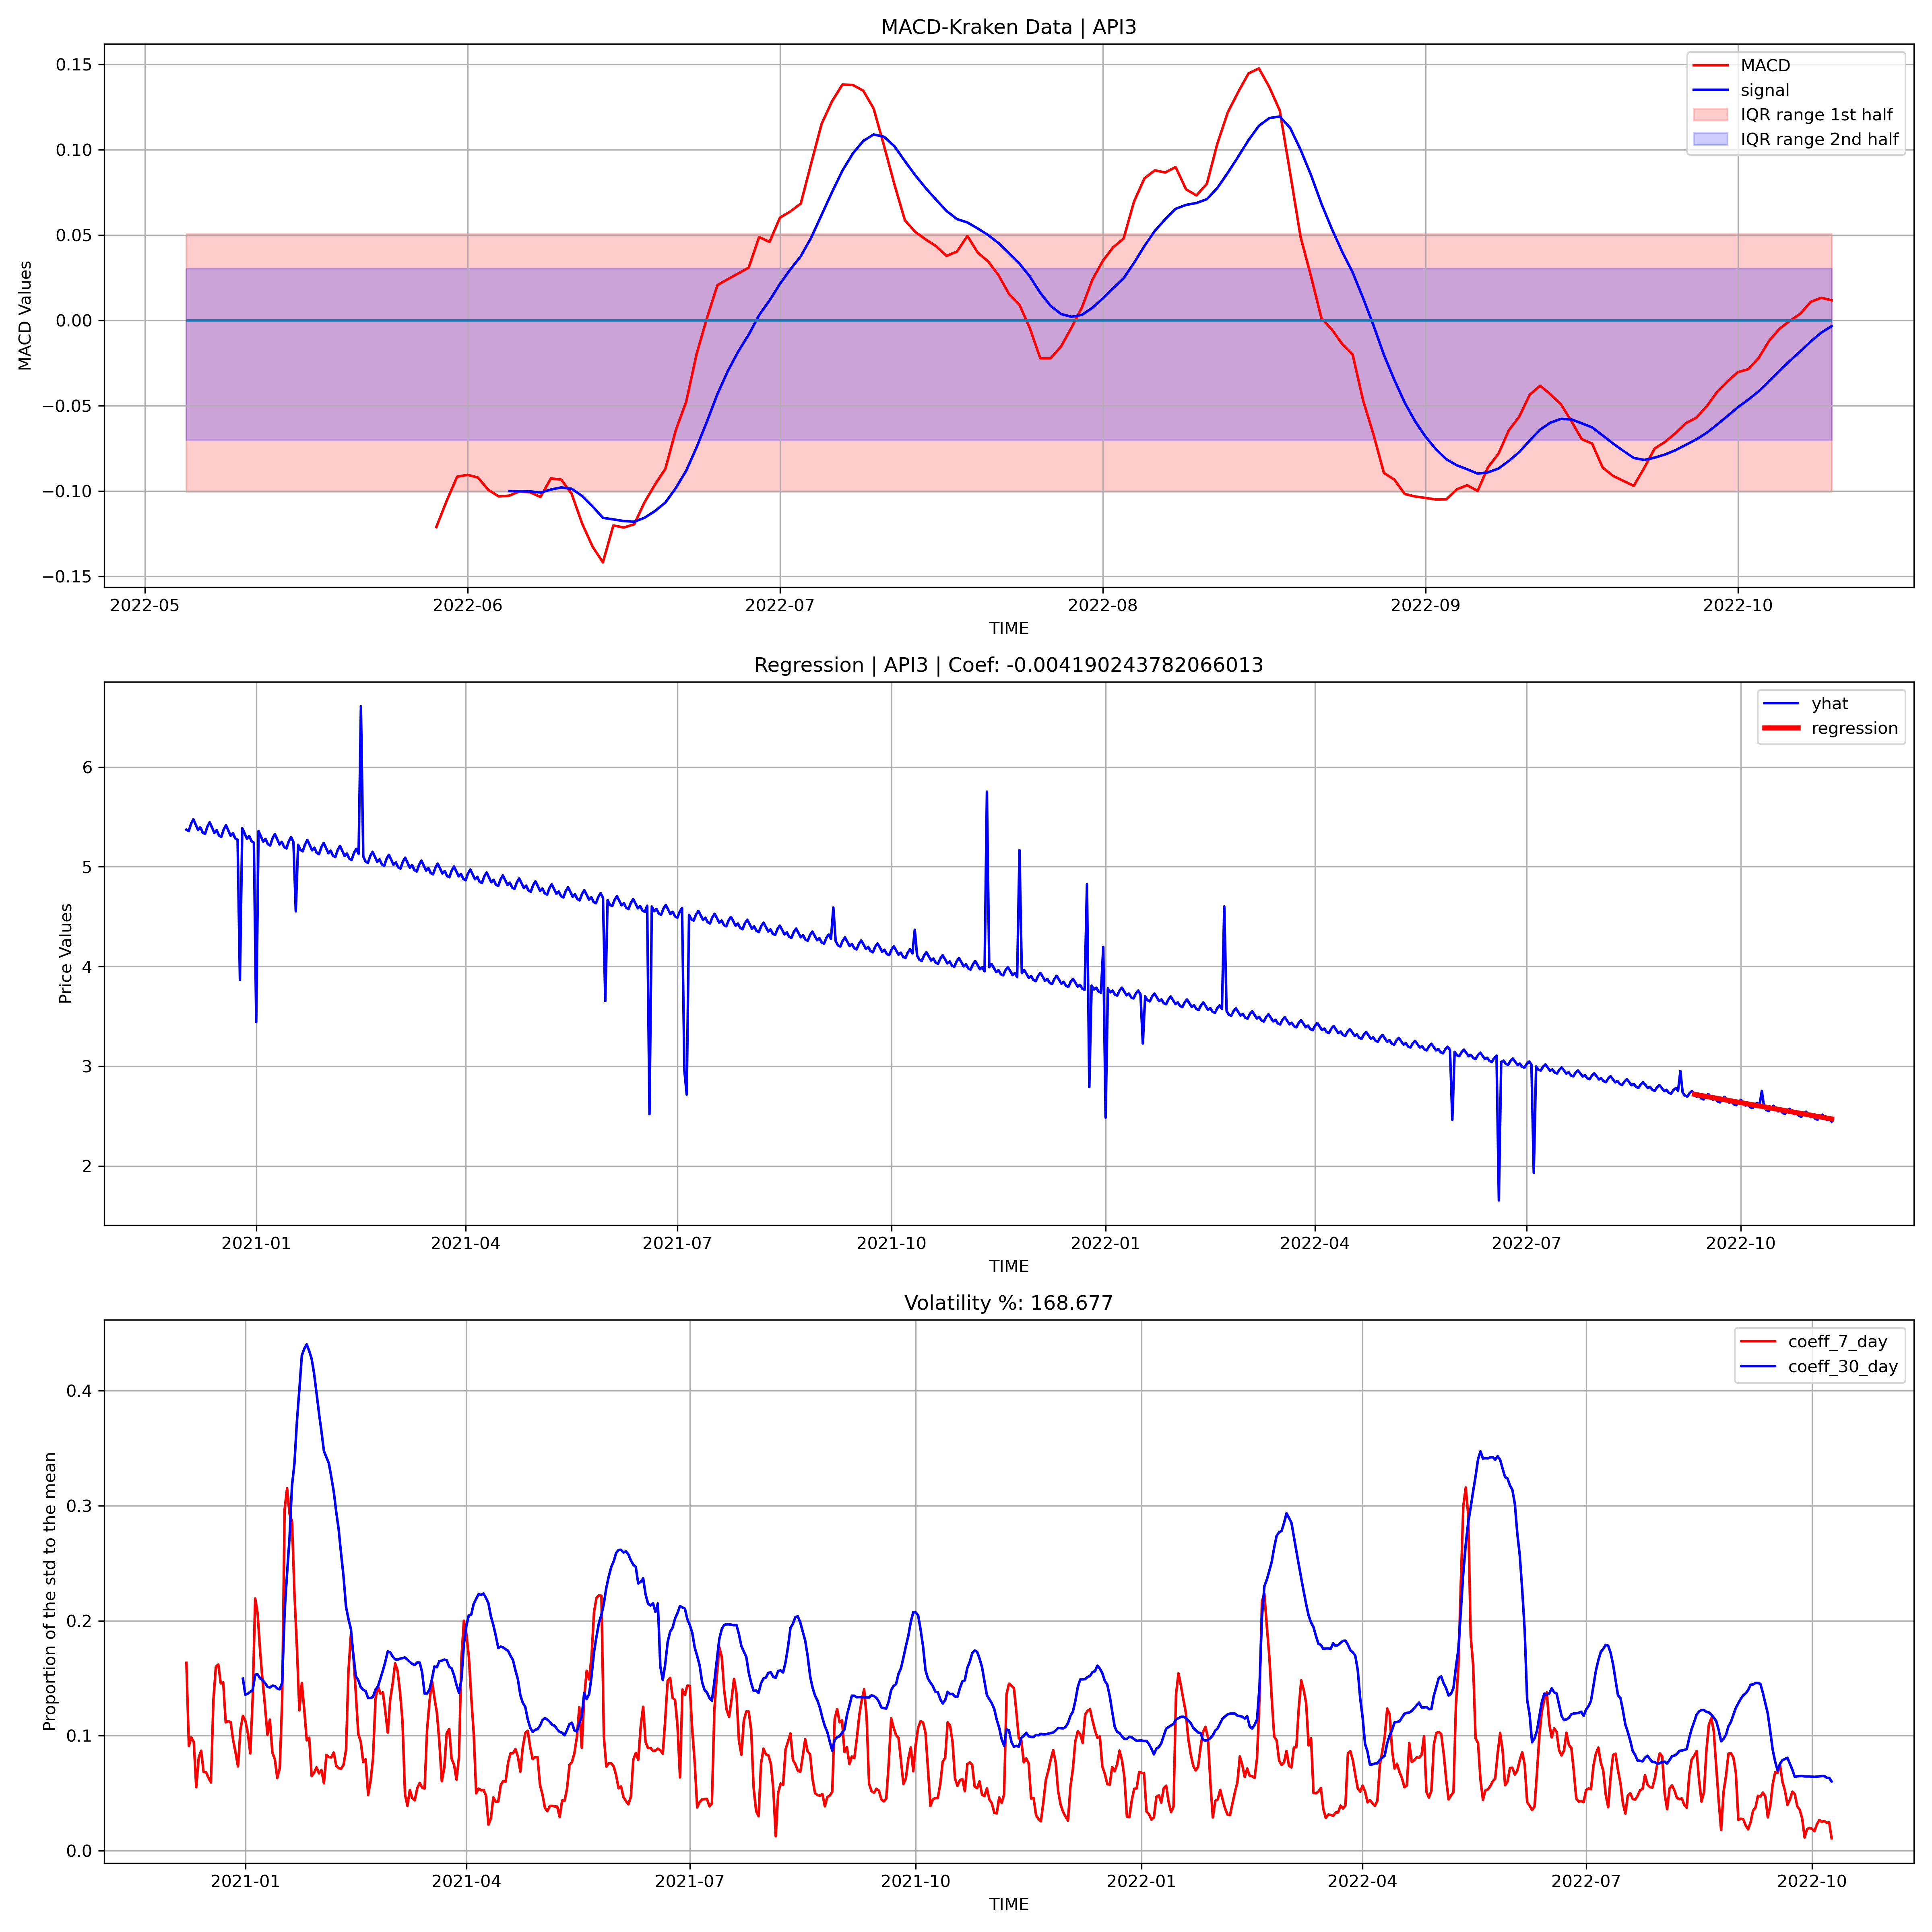 MACD-Kraken Data | API3
0.15
0.10
0.05
0.00
−0.05
−0.10
−0.15
MACD Values
MACD
signal
IQR range 1st half
IQR range 2nd half
2022-05 2022-06 2022-07 2022-08 2022-09 2022-10
TIME
Regression | API3 | Coef: -0.004190243782066013
6
5
4
3
2
Price Values
yhat
regression
2021-01 2021-04 2021-07 2021-10 2022-01 2022-04 2022-07 2022-10
TIME
Volatility %: 168.677
0.4
0.3
0.2
0.1
0.0
Proportion of the std to the mean
coeff_7_day
coeff_30_day
2021-01 2021-04 2021-07 2021-10 2022-01 2022-04 2022-07 2022-10
TIME